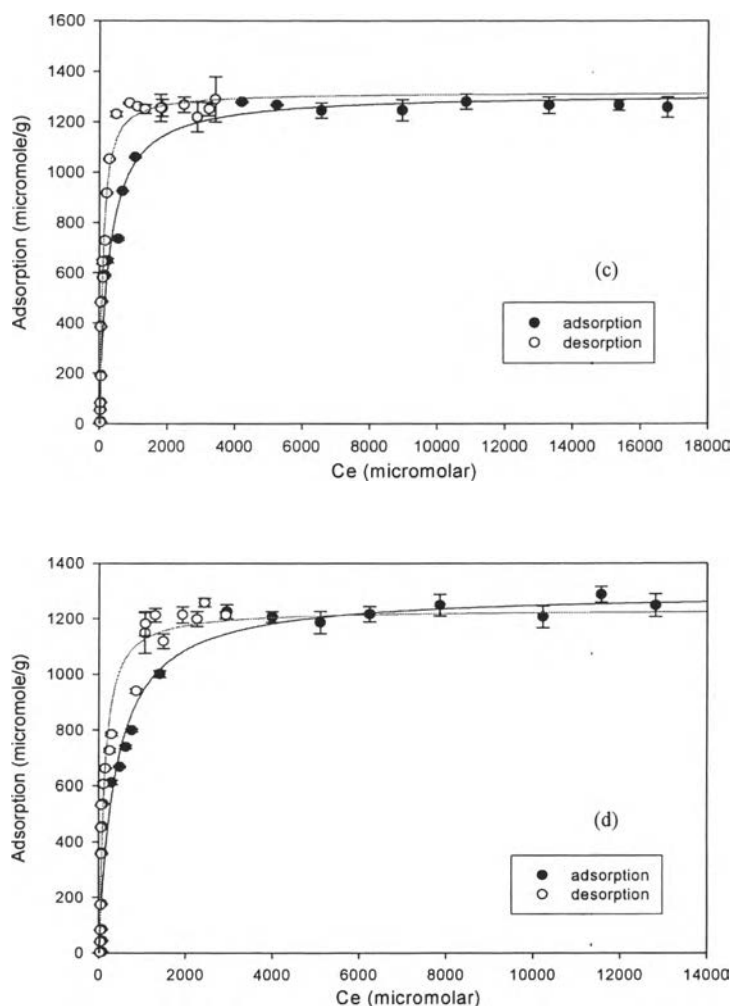 1600
1400
1200
1000
800
600
400
200
0
Adsorption (micromole/g)
(c)
adsorption
desorption
0 2000 4000 6000 8000 10000 12000 14000 16000 18000
Ce (micromolar)
1400
1200
1000
800
600
400
200
0
Adsorption (micromole/g)
(d)
adsorption
desorption
0 2000 4000 6000 8000 10000 12000 14000
Ce (micromolar)